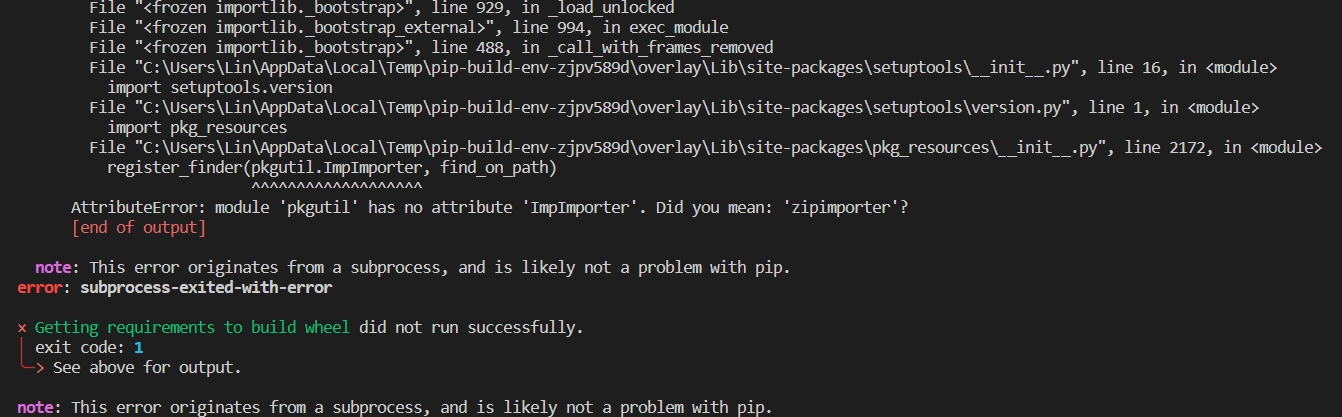 File "<frozen importlib._bootstrap>", line 929, in _load_unlocked
File "<frozen importlib._bootstrap_external>", line 994, in exec_module
File "<frozen importlib._bootstrap>", line 488, in _call_with_frames_removed
File "C:\Users\Lin\AppData\Local\Temp\pip-build-env-zjpv589d\overlay\Lib\site-packages\setuptools\__init__.py", line 16, in <module>
import setuptools.version
File "C:\Users\Lin\AppData\Local\Temp\pip-build-env-zjpv589d\overlay\Lib\site-packages\setuptools\version.py", line 1, in <module>
import pkg_resources
File "C:\Users\Lin\AppData\Local\Temp\pip-build-env-zjpv589d\overlay\Lib\site-packages\pkg_resources\__init__.py", line 2172, in <module>
register_finder(pkgutil.ImpImporter, find_on_path)
^^^^^^^^^^^^^^^^^^^
AttributeError: module 'pkgutil' has no attribute 'ImpImporter'. Did you mean: 'zipimporter'?
[end of output]
note: This error originates from a subprocess, and is likely not a problem with pip.
error: subprocess-exited-with-error
× Getting requirements to build wheel did not run successfully.
│ exit code: 1
╰─> See above for output.
note: This error originates from a subprocess, and is likely not a problem with pip.